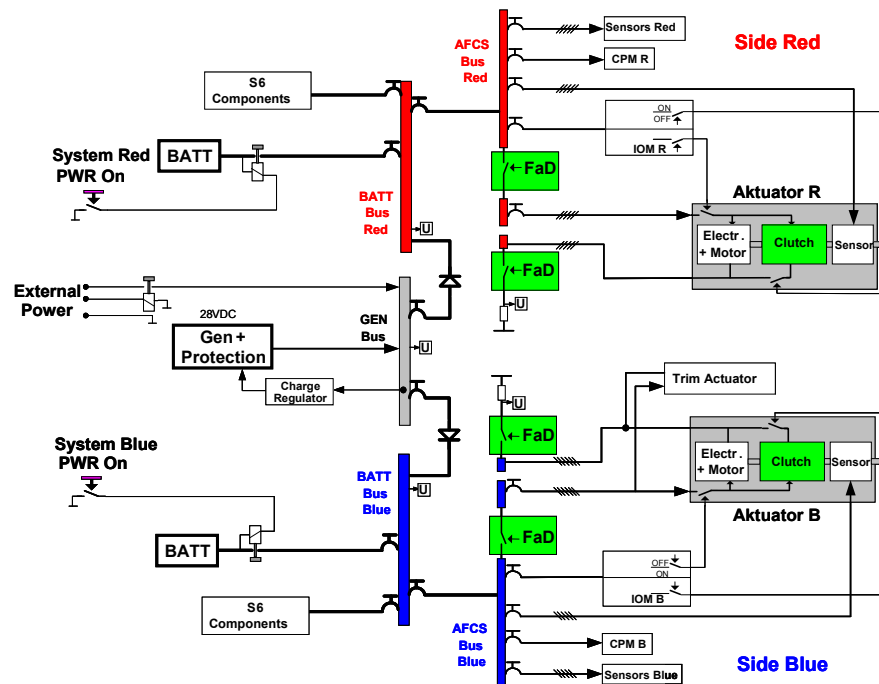 AFCS
Bus
Red
Sensors Red
CPM R
Side Red
S6
Components
ON
OFF
IOM R
System Red
PWR On
BATT
FaD
Aktuator R
BATT
Bus
Red
U
Electr.
+ Motor
Clutch
Sensor
FaD
U
External
Power
28VDC
Gen +
Protection
GEN
Bus
U
Charge
Regulator
Trim Actuator
U
FaD
System Blue
PWR On
BATT
Bus
Blue
U
Electr.
+ Motor
Clutch
Sensor
Aktuator B
FaD
BATT
OFF
ON
IOM B
S6
Components
AFCS
Bus
Blue
CPM B
Sensors Blue
Side Blue